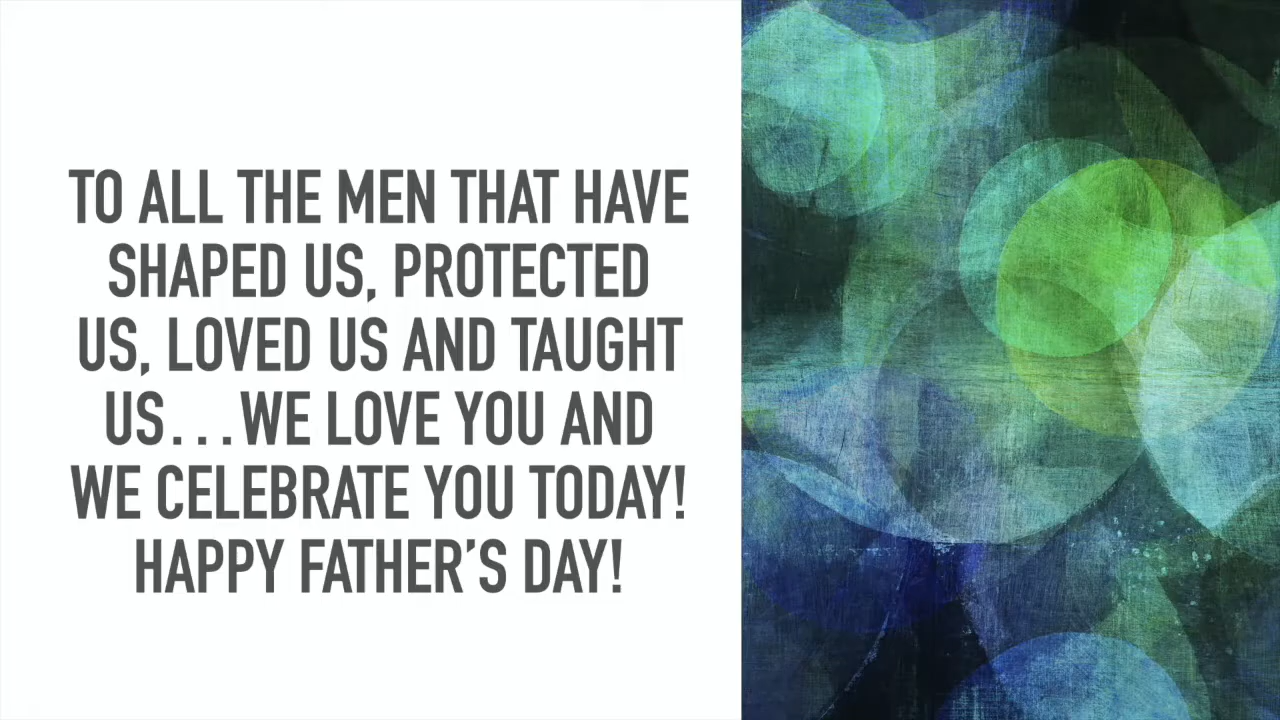 TO ALL THE MEN THAT HAVE
SHAPED US, PROTECTED
US, LOVED US AND TAUGHT
US...WE LOVE YOU AND
WE CELEBRATE YOU TODAY!
HAPPY FATHER’S DAY!